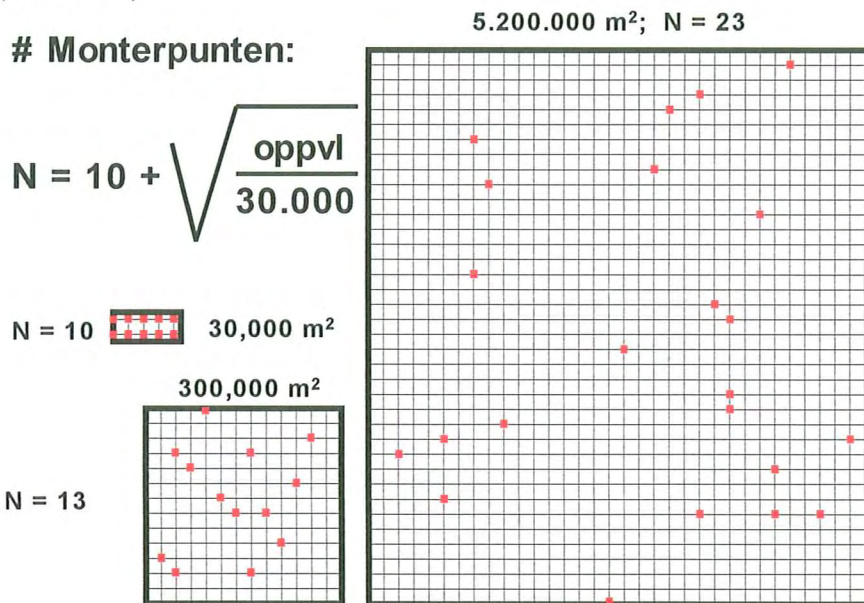 5.200.000 m²; N = 23
# Monterpunten:
N = 10 + √ oppvl
30.000
N = 10 30,000 m²
300,000 m²
N = 13